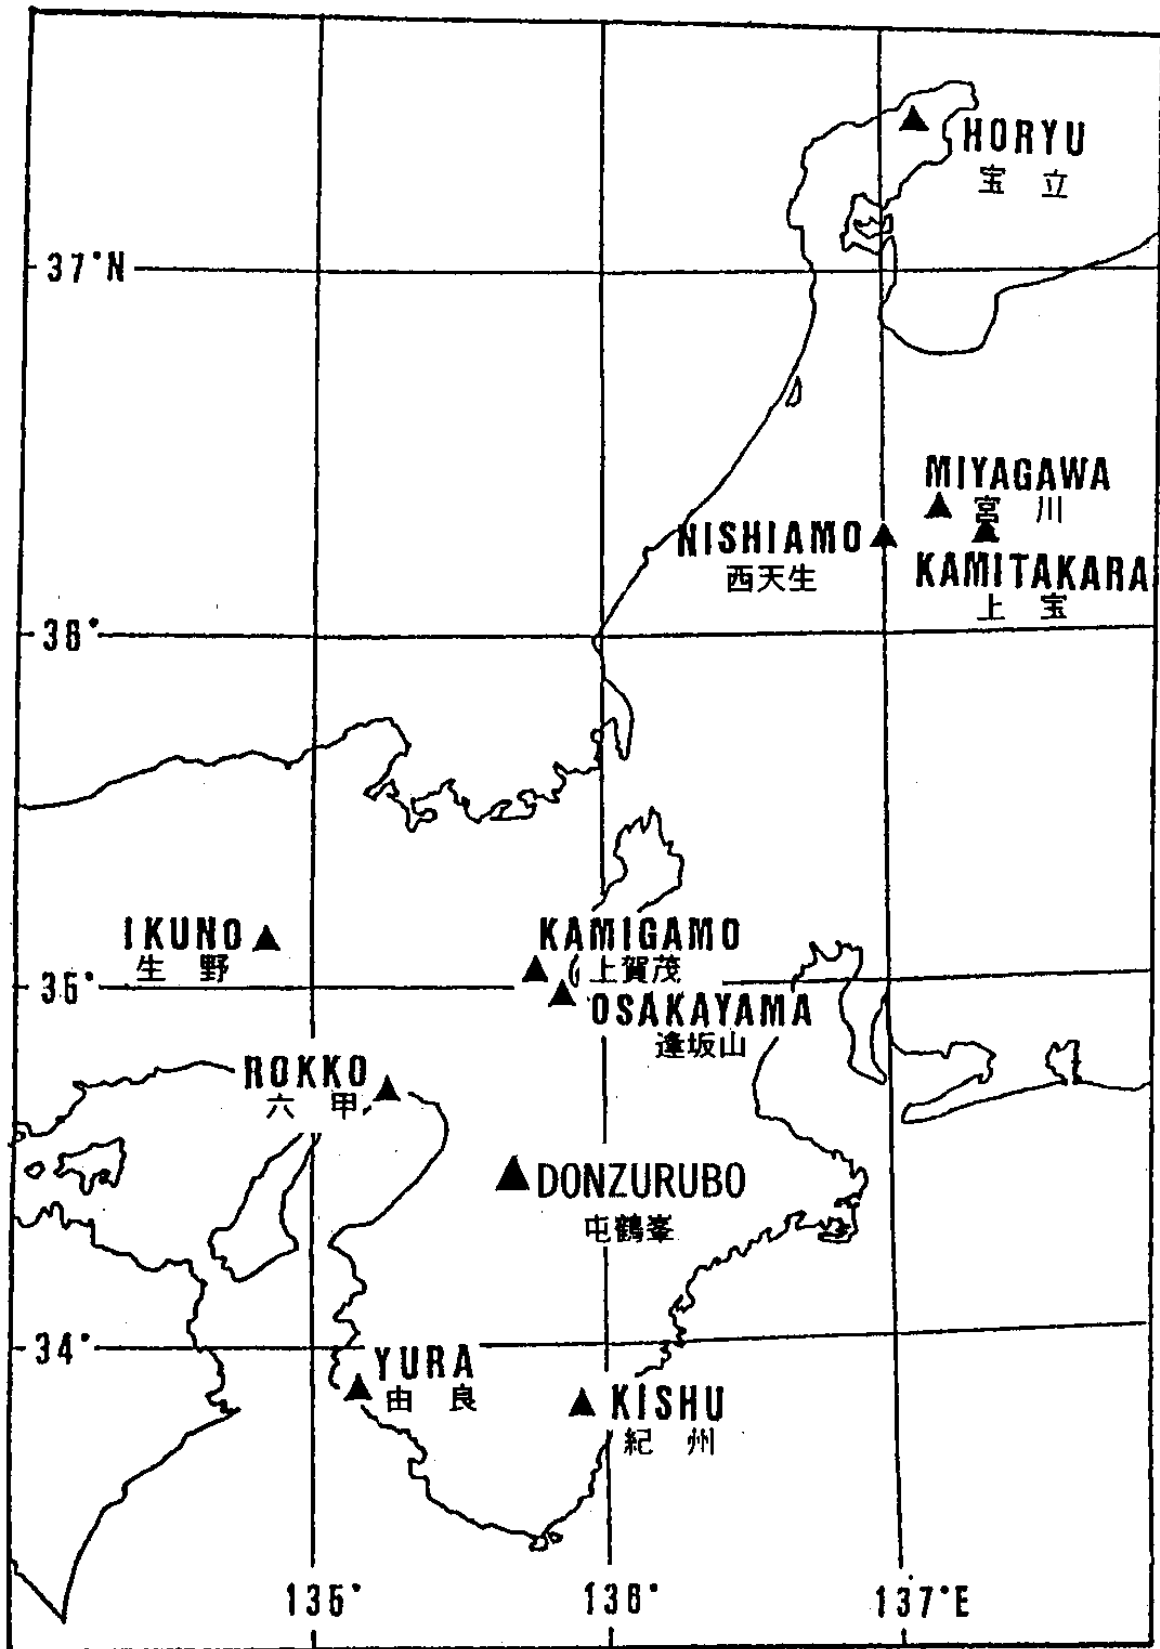 HORYU
宝 立
37°N
MIYAGAWA
宮 川
NISHIAMO
西天生
KAMITAKARA
上 宝
36°
IKUNO
生 野
KAMIGAMO
上賀茂
35°
OSAKAYAMA
逢坂山
ROKKO
六 甲
DONZURUBO
屯鶴峯
34°
YURA
由 良
KISHU
紀 州
135°
136°
137°E